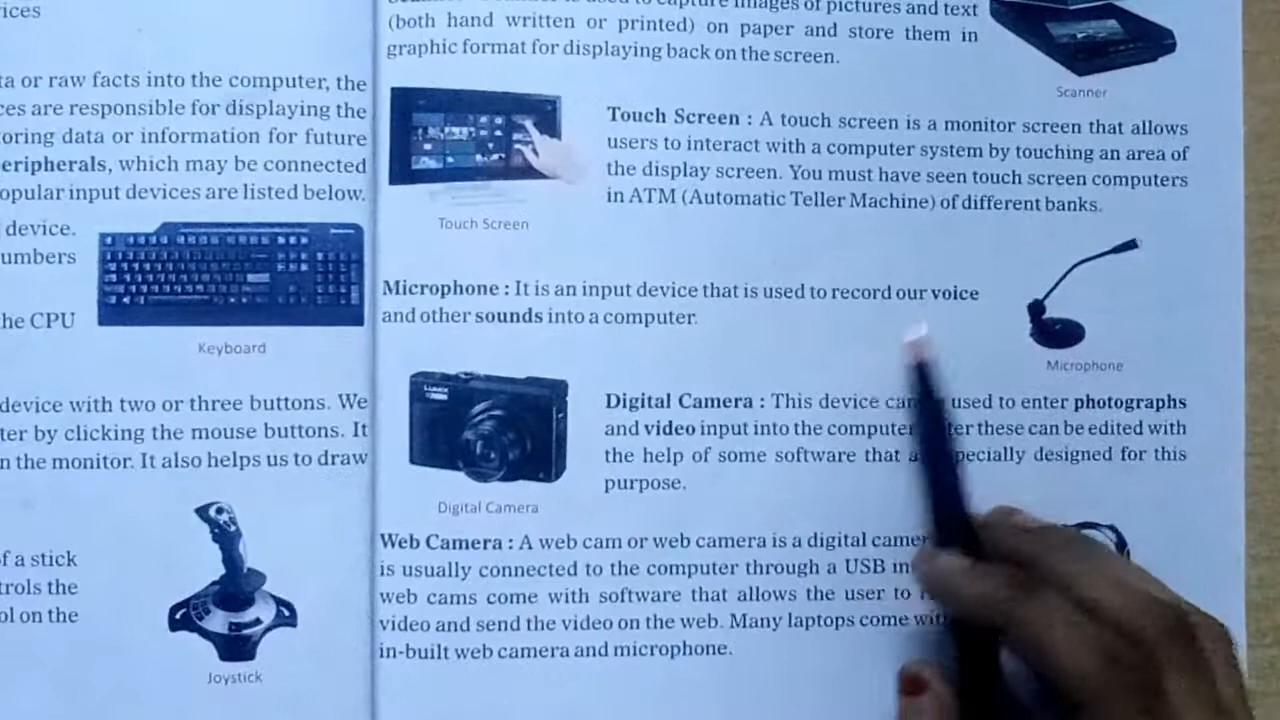 ices
ta or raw facts into the computer, the
ces are responsible for displaying the
oring data or information for future
eripherals, which may be connected
opular input devices are listed below.
device.
umbers
he CPU
Keyboard
device with two or three buttons. We
ter by clicking the mouse buttons. It
n the monitor. It also helps us to draw
f a stick
trols the
ol on the
Joystick
to capture images of pictures and text
(both hand written or printed) on paper and store them in
graphic format for displaying back on the screen.
Scanner
Touch Screen
Touch Screen : A touch screen is a monitor screen that allows
users to interact with a computer system by touching an area of
the display screen. You must have seen touch screen computers
in ATM (Automatic Teller Machine) of different banks.
Microphone : It is an input device that is used to record our voice
and other sounds into a computer.
Microphone
LUMIX
Digital Camera
Digital Camera : This device can used to enter photographs
and video input into the computer these can be edited with
the help of some software that specially designed for this
purpose.
Web Camera : A web cam or web camera is a digital
is usually connected to the computer through a USB
web cams come with software that allows the user to
video and send the video on the web. Many laptops come
in-built web camera and microphone.